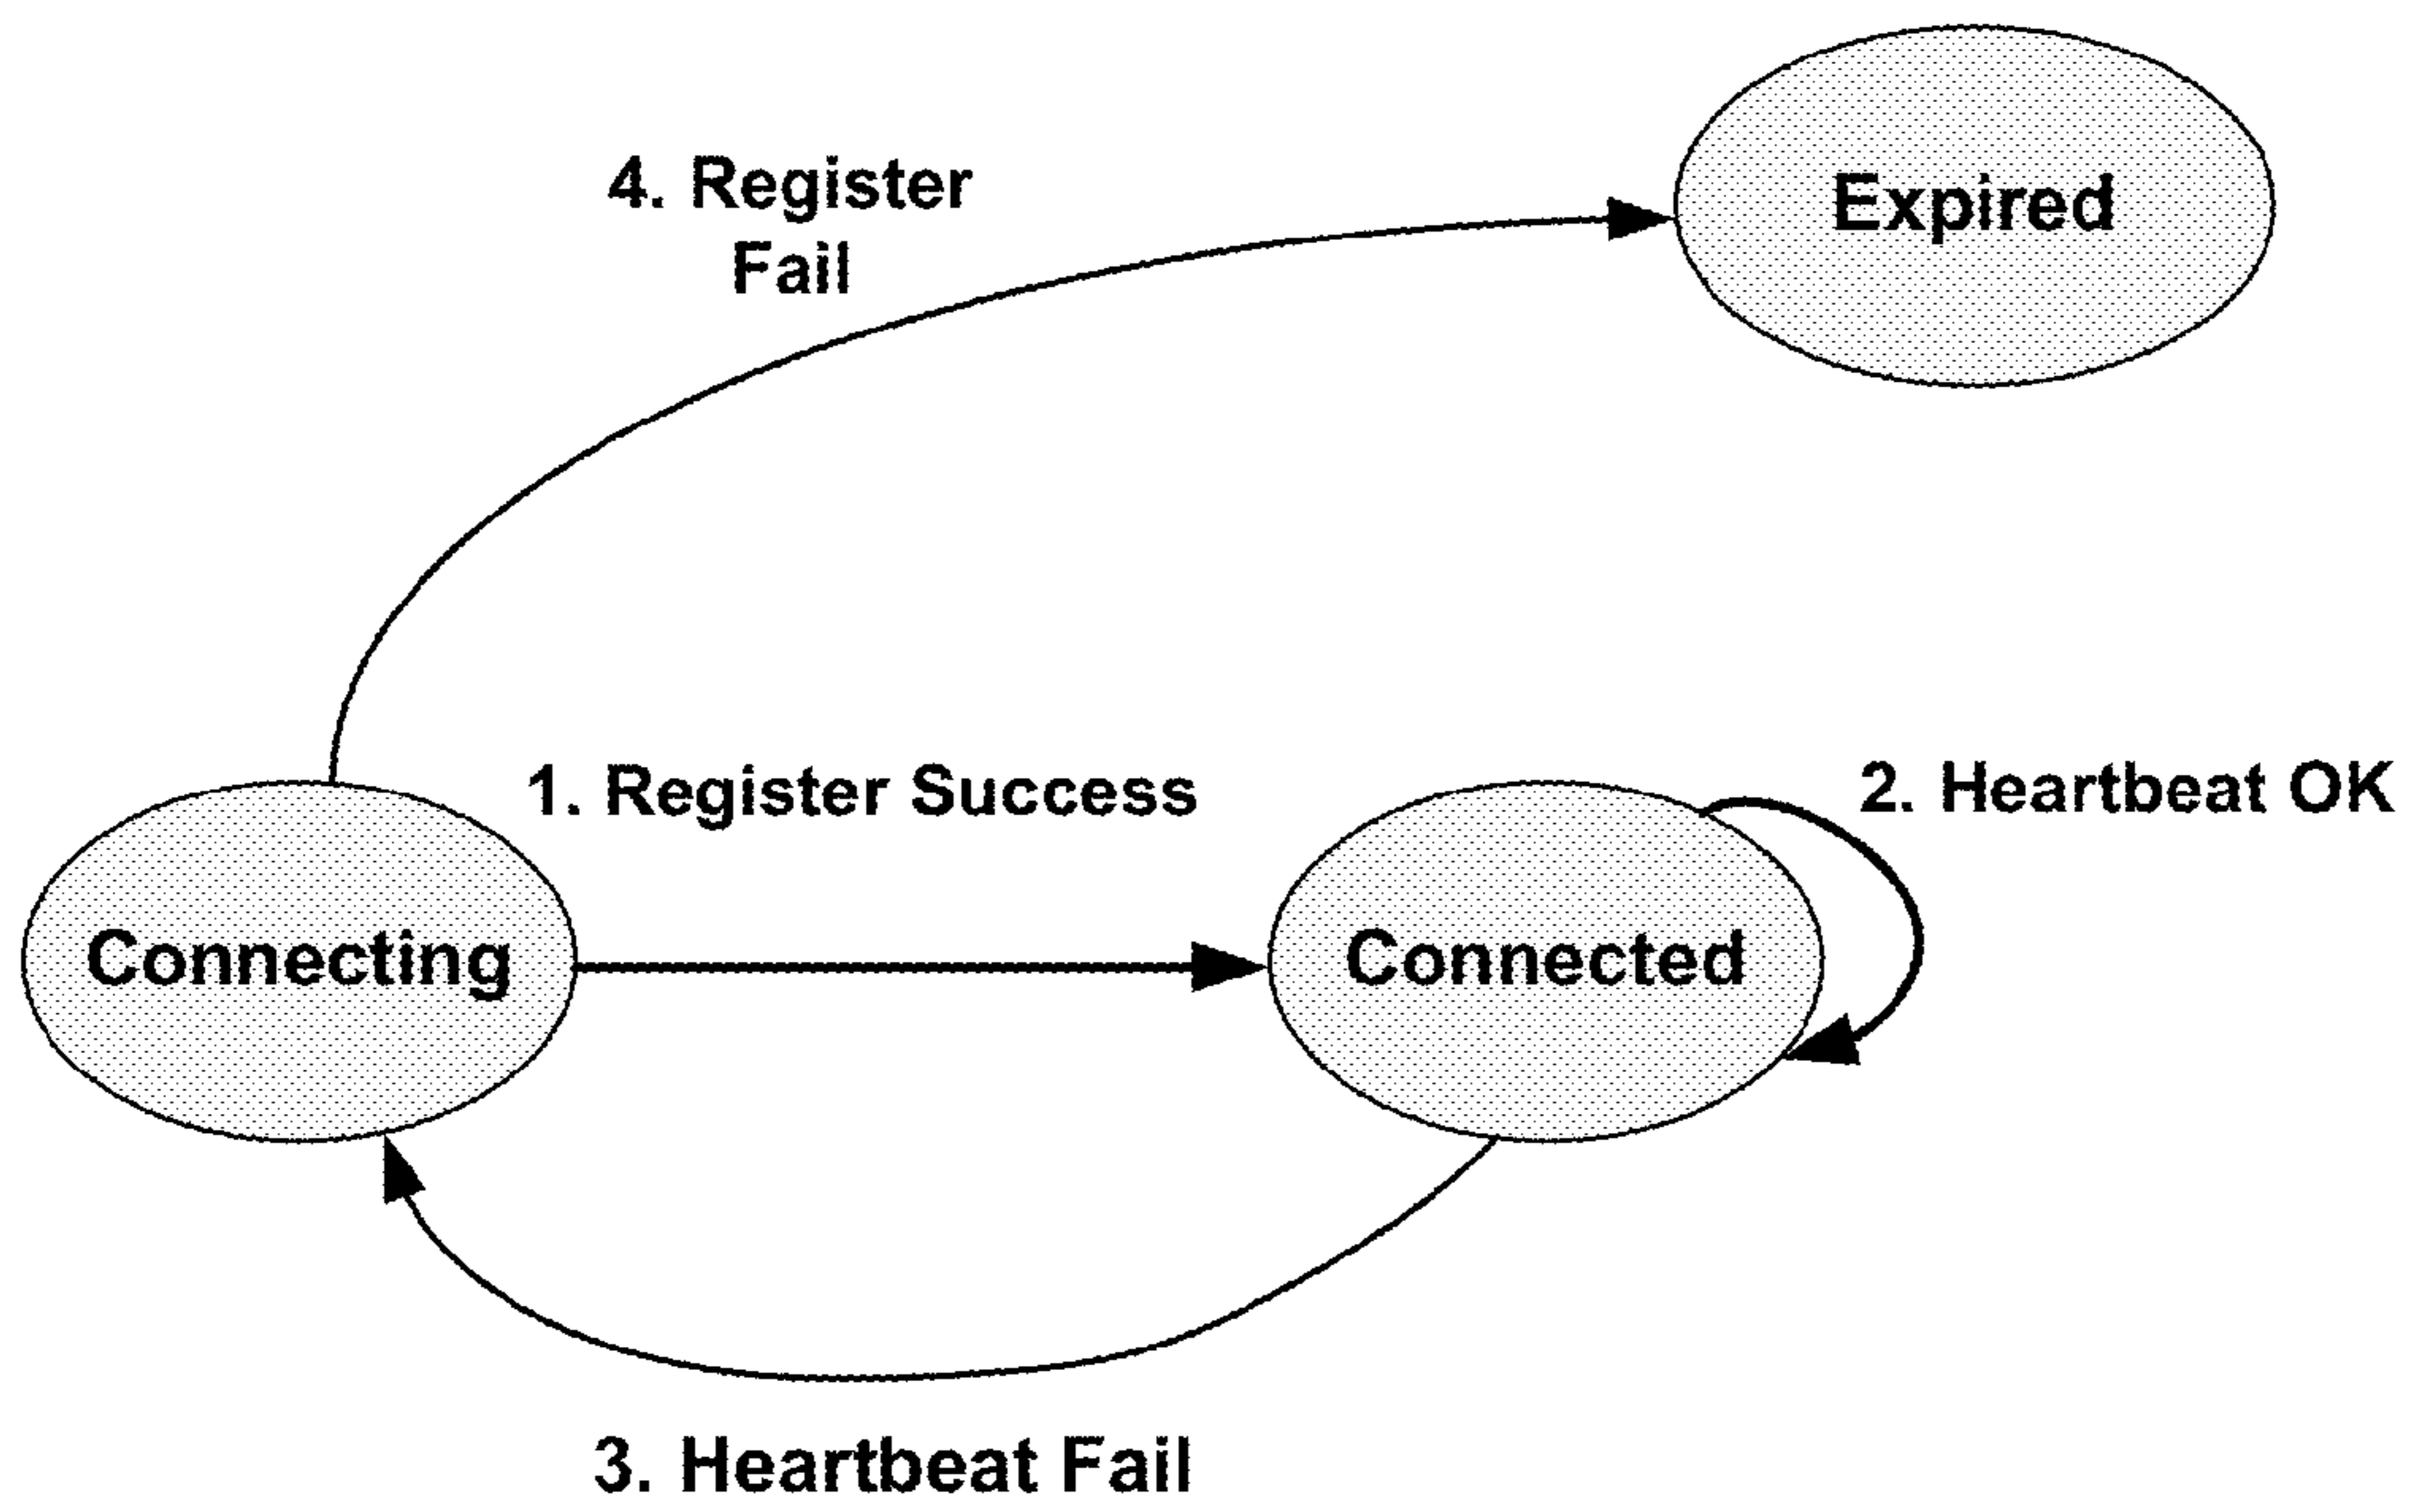 4. Register
Fail
Expired
1. Register Success
2. Heartbeat OK
Connecting
Connected
3. Heartbeat Fail